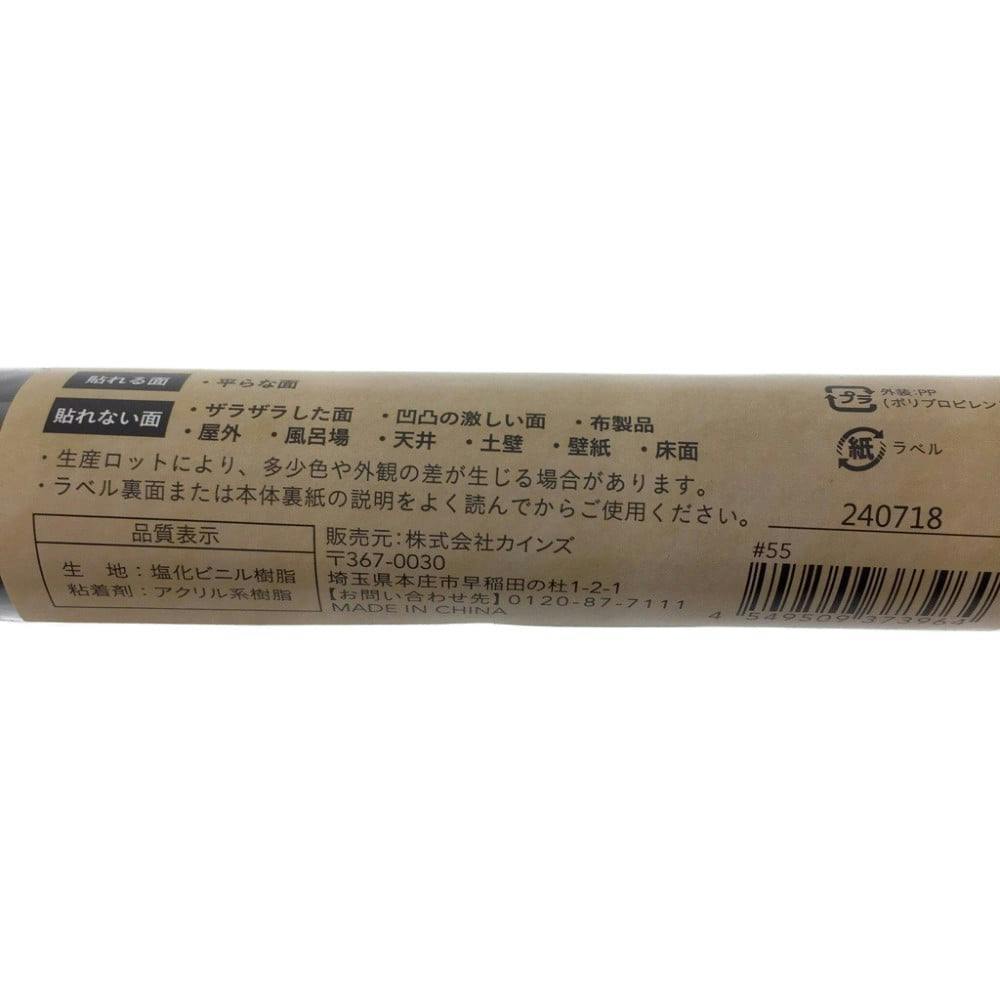 貼れる面 ・平らな面
貼れない面 ・ザラザラした面 ・凹凸の激しい面 ・布製品
・屋外 ・風呂場 ・天井 ・土壁 ・壁紙 ・床面
・生産ロットにより、多少色や外観の差が生じる場合があります。
・ラベル裏面または本体裏紙の説明をよく読んでからご使用ください。
品質表示
生 地:塩化ビニル樹脂
粘着剤:アクリル系樹脂
販売元:株式会社カインズ
〒367-0030
埼玉県本庄市早稲田の杜1-2-1
【お問い合わせ先】0120-87-7111
MADE IN CHINA
プラ
外装:PP
(ポリプロピレン
紙 ラベル
240718
#55
4 549509 373964